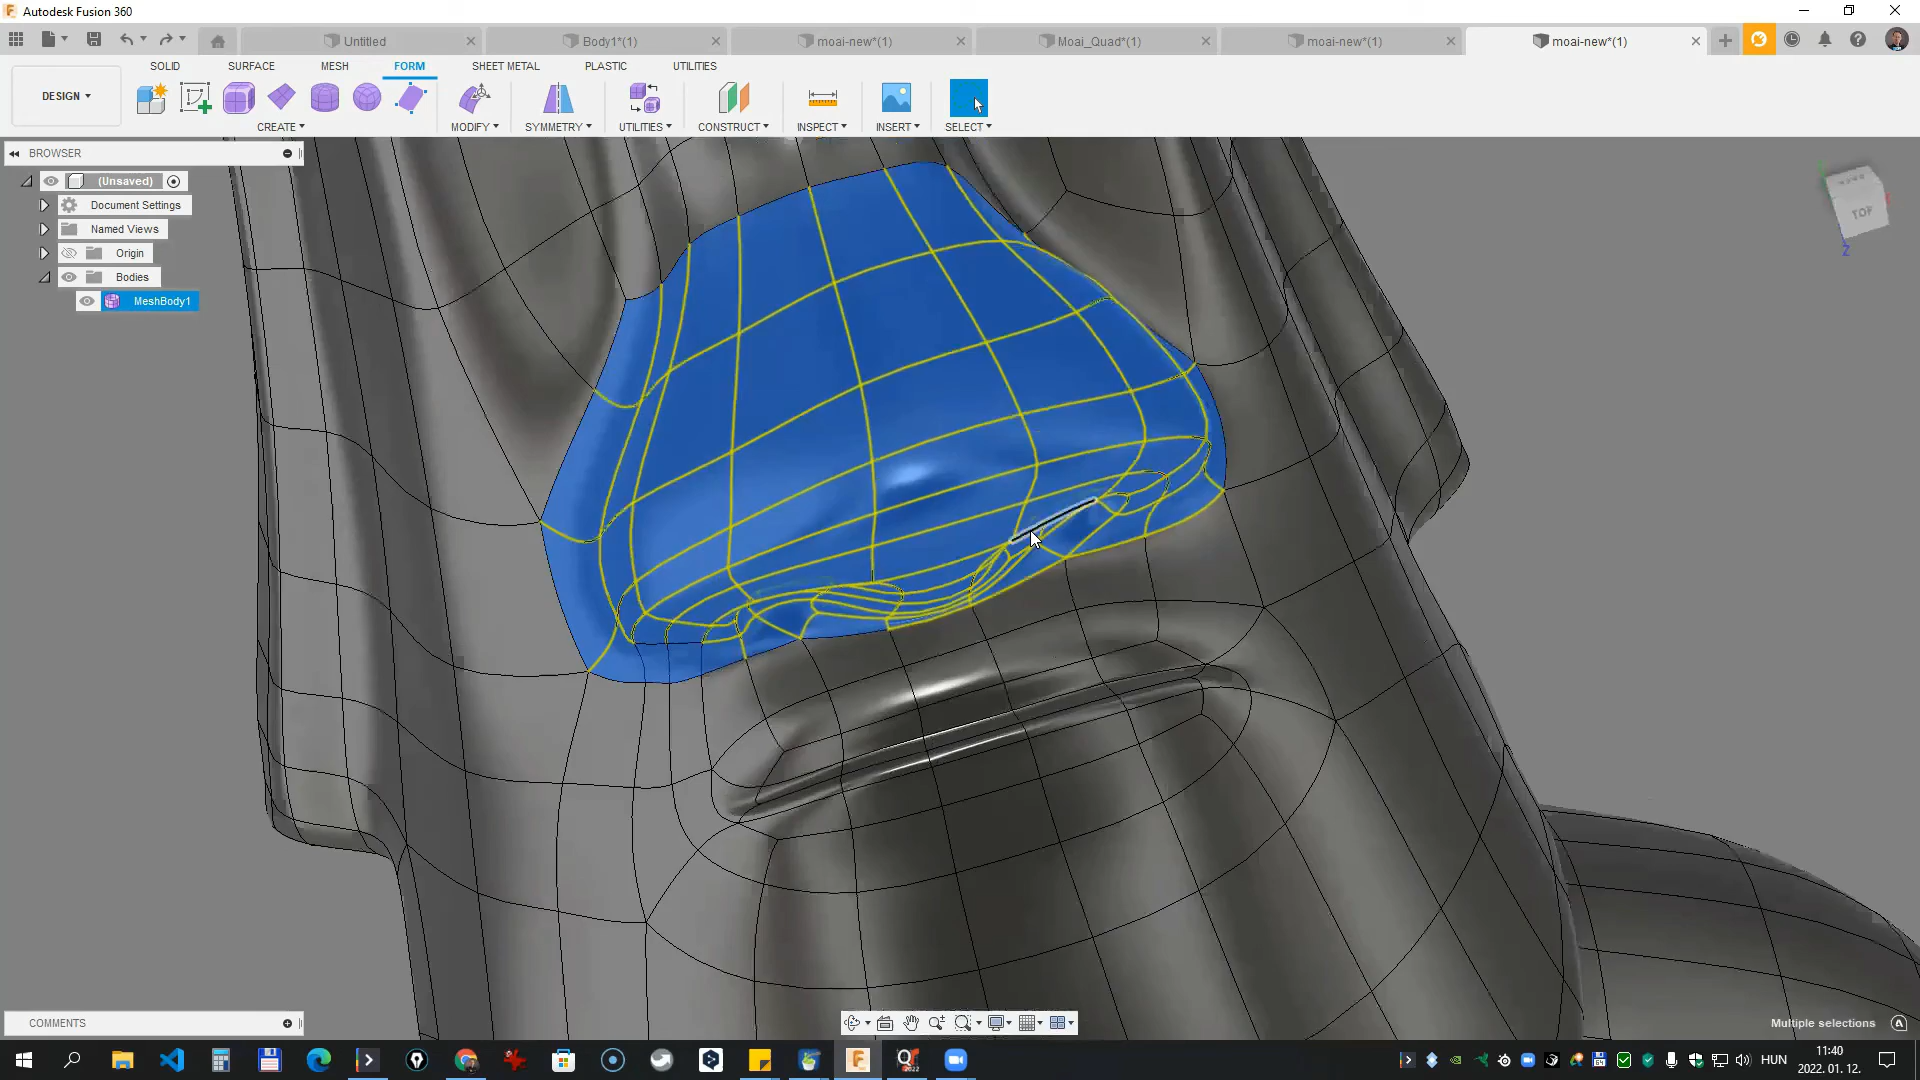 Autodesk Fusion 360
Untitled
Body1*(1)
moai-new*(1)
Moai_Quad*(1)
moai-new*(1)
moai-new*(1)
DESIGN
SOLID
SURFACE
MESH
FORM
SHEET METAL
PLASTIC
UTILITIES
CREATE
MODIFY
SYMMETRY
UTILITIES
CONSTRUCT
INSPECT
INSERT
SELECT
BROWSER
(Unsaved)
Document Settings
Named Views
Origin
Bodies
MeshBody1
TOP
Z
COMMENTS
Multiple selections
HUN
11:40
2022. 01. 12.